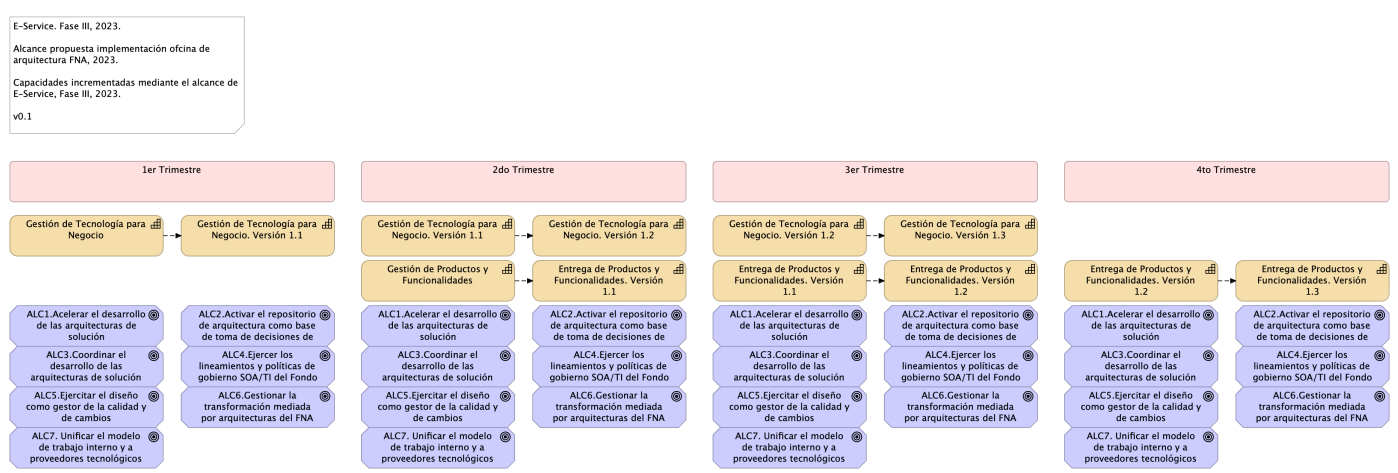 E-Service. Fase III, 2023.
Alcance propuesta implementación ofcina de
arquitectura FNA, 2023.
Capacidades incrementadas mediante el alcance de
E-Service, Fase III, 2023.
v0.1
1er Trimestre
Gestión de Tecnología para
Negocio
Gestión de Tecnología para
Negocio. Versión 1.1
ALC1.Acelerar el desarrollo
de las arquitecturas de
solución
ALC2.Activar el repositorio
de arquitectura como base
de toma de decisiones de
ALC3.Coordinar el
desarrollo de las
arquitecturas de solución
ALC4.Ejercer los
lineamientos y políticas de
gobierno SOA/TI del Fondo
ALC5.Ejercitar el diseño
como gestor de la calidad y
de cambios
ALC6.Gestionar la
transformación mediada
por arquitecturas del FNA
ALC7. Unificar el modelo
de trabajo interno y a
proveedores tecnológicos
2do Trimestre
Gestión de Tecnología para
Negocio. Versión 1.1
Gestión de Tecnología para
Negocio. Versión 1.2
Gestión de Productos y
Funcionalidades
Entrega de Productos y
Funcionalidades. Versión
1.1
ALC1.Acelerar el desarrollo
de las arquitecturas de
solución
ALC2.Activar el repositorio
de arquitectura como base
de toma de decisiones de
ALC3.Coordinar el
desarrollo de las
arquitecturas de solución
ALC4.Ejercer los
lineamientos y políticas de
gobierno SOA/TI del Fondo
ALC5.Ejercitar el diseño
como gestor de la calidad y
de cambios
ALC6.Gestionar la
transformación mediada
por arquitecturas del FNA
ALC7. Unificar el modelo
de trabajo interno y a
proveedores tecnológicos
3er Trimestre
Gestión de Tecnología para
Negocio. Versión 1.2
Gestión de Tecnología para
Negocio. Versión 1.3
Entrega de Productos y
Funcionalidades. Versión
1.1
Entrega de Productos y
Funcionalidades. Versión
1.2
ALC1.Acelerar el desarrollo
de las arquitecturas de
solución
ALC2.Activar el repositorio
de arquitectura como base
de toma de decisiones de
ALC3.Coordinar el
desarrollo de las
arquitecturas de solución
ALC4.Ejercer los
lineamientos y políticas de
gobierno SOA/TI del Fondo
ALC5.Ejercitar el diseño
como gestor de la calidad y
de cambios
ALC6.Gestionar la
transformación mediada
por arquitecturas del FNA
ALC7. Unificar el modelo
de trabajo interno y a
proveedores tecnológicos
4to Trimestre
Entrega de Productos y
Funcionalidades. Versión
1.2
Entrega de Productos y
Funcionalidades. Versión
1.3
ALC1.Acelerar el desarrollo
de las arquitecturas de
solución
ALC2.Activar el repositorio
de arquitectura como base
de toma de decisiones de
ALC3.Coordinar el
desarrollo de las
arquitecturas de solución
ALC4.Ejercer los
lineamientos y políticas de
gobierno SOA/TI del Fondo
ALC5.Ejercitar el diseño
como gestor de la calidad y
de cambios
ALC6.Gestionar la
transformación mediada
por arquitecturas del FNA
ALC7. Unificar el modelo
de trabajo interno y a
proveedores tecnológicos